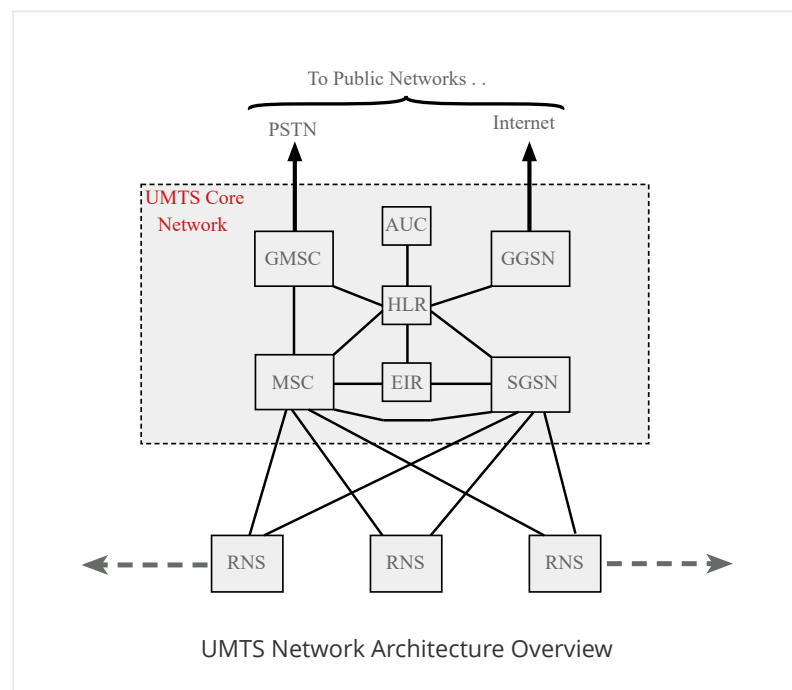 To Public Networks . .
PSTN
Internet
UMTS Core
Network
AUC
GMSC
GGSN
HLR
MSC
EIR
SGSN
RNS
RNS
RNS
UMTS Network Architecture Overview